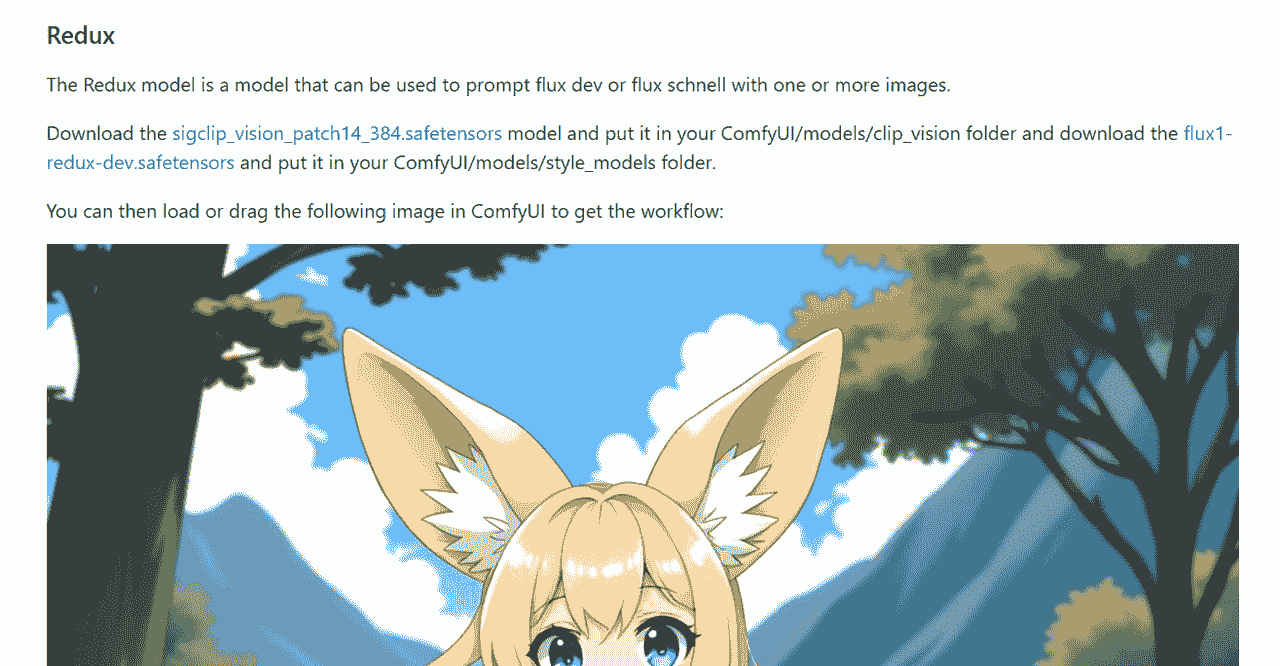 Redux
The Redux model is a model that can be used to prompt flux dev or flux schnell with one or more images.
Download the sigclip_vision_patch14_384.safetensors model and put it in your ComfyUI/models/clip_vision folder and download the flux1-
redux-dev.safetensors and put it in your ComfyUI/models/style_models folder.
You can then load or drag the following image in ComfyUI to get the workflow: